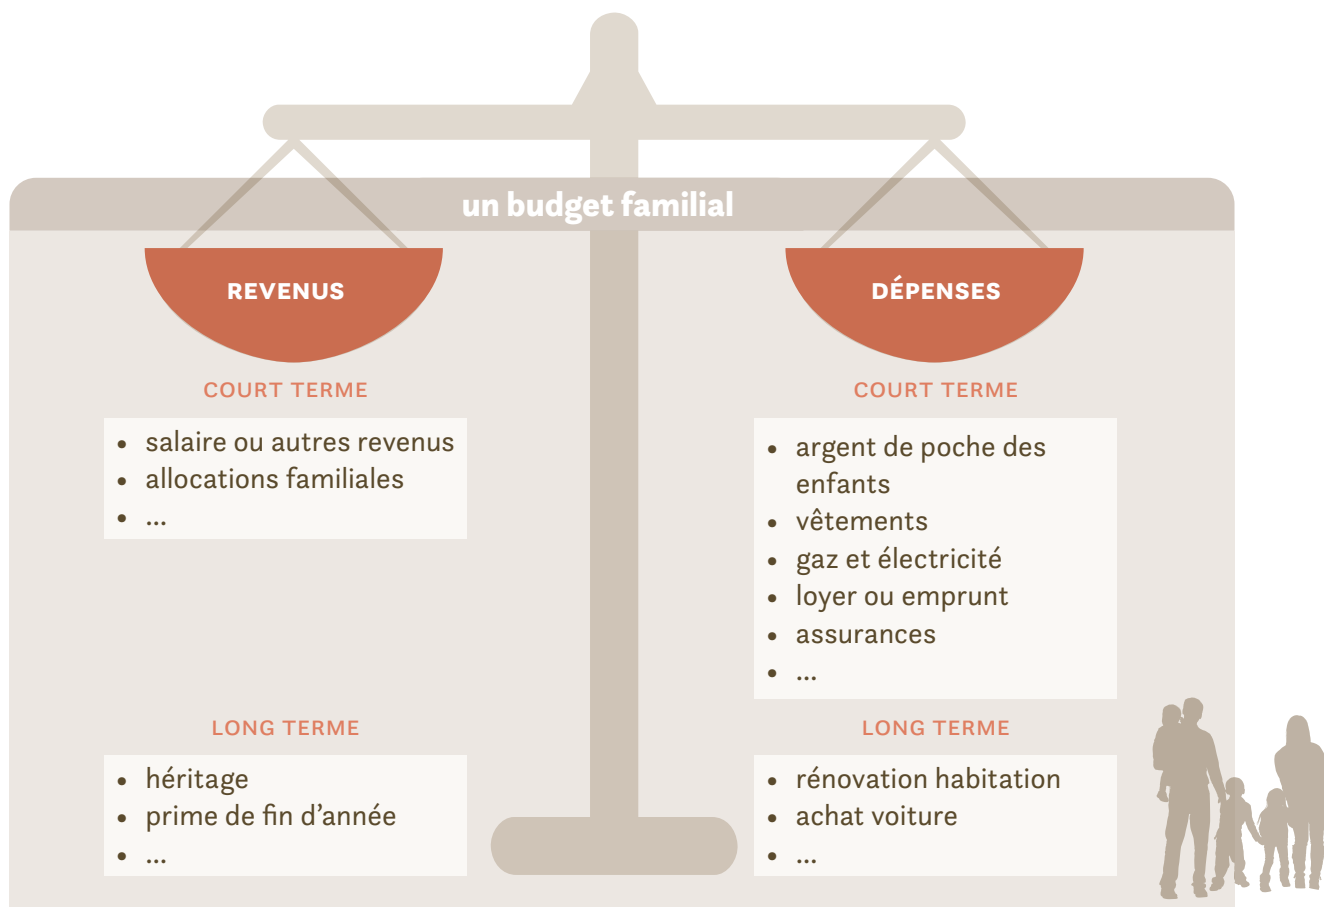 un budget familial
REVENUS
COURT TERME
• salaire ou autres revenus
• allocations familiales
• ...
LONG TERME
• héritage
• prime de fin d’année
• ...
DÉPENSES
COURT TERME
• argent de poche des
enfants
• vêtements
• gaz et électricité
• loyer ou emprunt
• assurances
• ...
LONG TERME
• rénovation habitation
• achat voiture
• ...